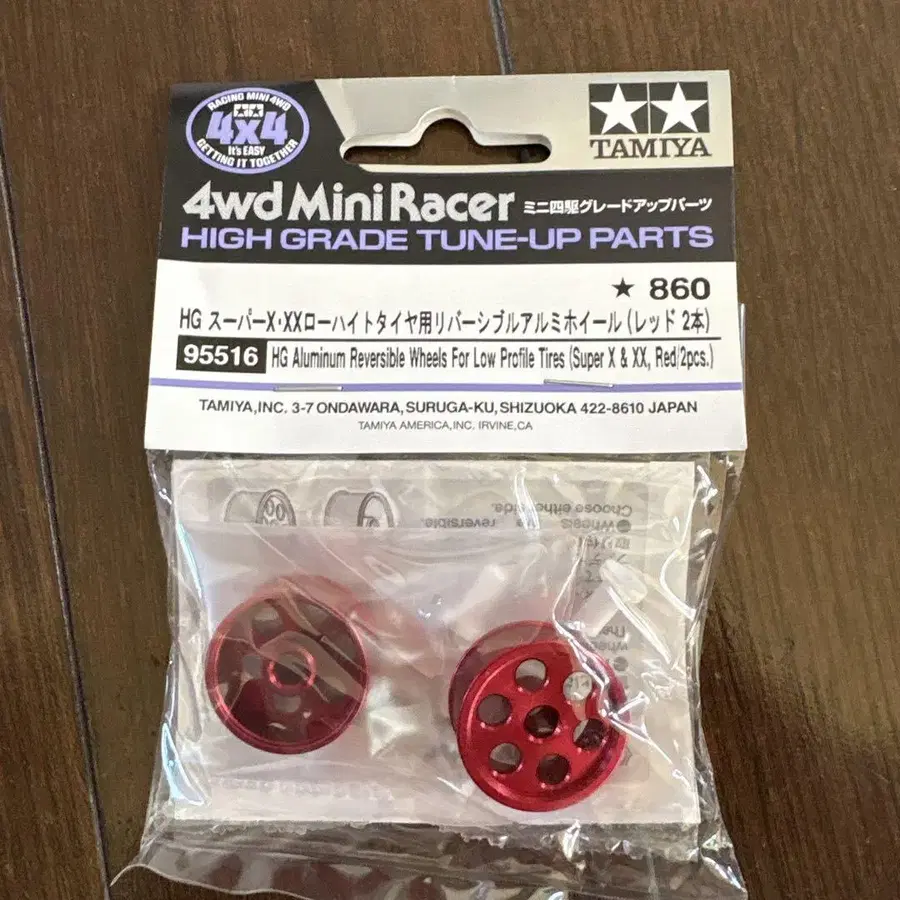 RACING MINI 4WD
4x4
It's EASY
GETTING IT TOGETHER
TAMIYA
4wd Mini Racer ミニ四駆グレードアップパーツ
HIGH GRADE TUNE-UP PARTS
★ 860
HG スーパーX・XXローハイトタイヤ用リバーシブルアルミホイール (レッド 2本)
95516 HG Aluminum Reversible Wheels For Low Profile Tires (Super X & XX, Red/2pcs.)
TAMIYA, INC. 3-7 ONDAWARA, SURUGA-KU, SHIZUOKA 422-8610 JAPAN
TAMIYA AMERICA, INC. IRVINE, CA
reversible.
Choose either